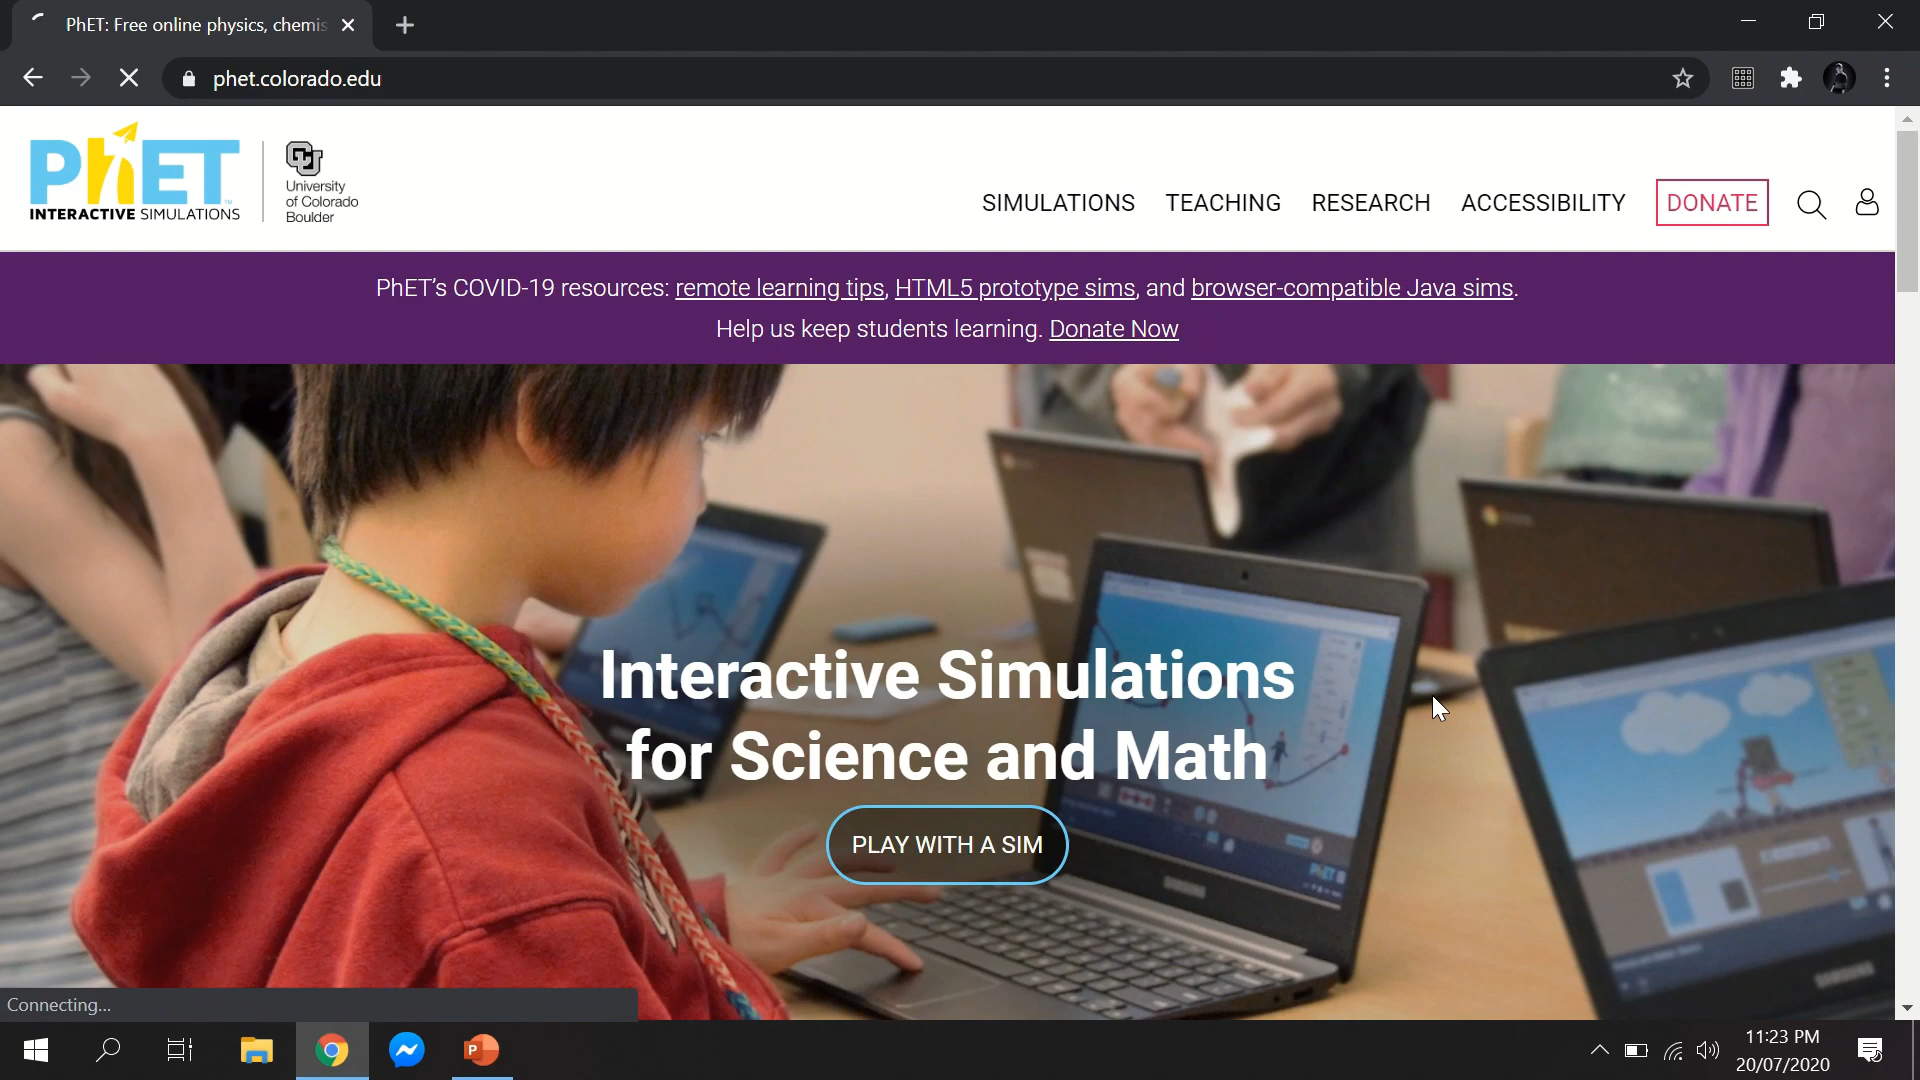 PhET: Free online physics, chemis
phet.colorado.edu
PhET
INTERACTIVE SIMULATIONS
University
of Colorado
Boulder
SIMULATIONS TEACHING RESEARCH ACCESSIBILITY DONATE
PhET's COVID-19 resources: remote learning tips, HTML5 prototype sims, and browser-compatible Java sims.
Help us keep students learning. Donate Now
Interactive Simulations
for Science and Math
PLAY WITH A SIM
Connecting...
11:23 PM
20/07/2020